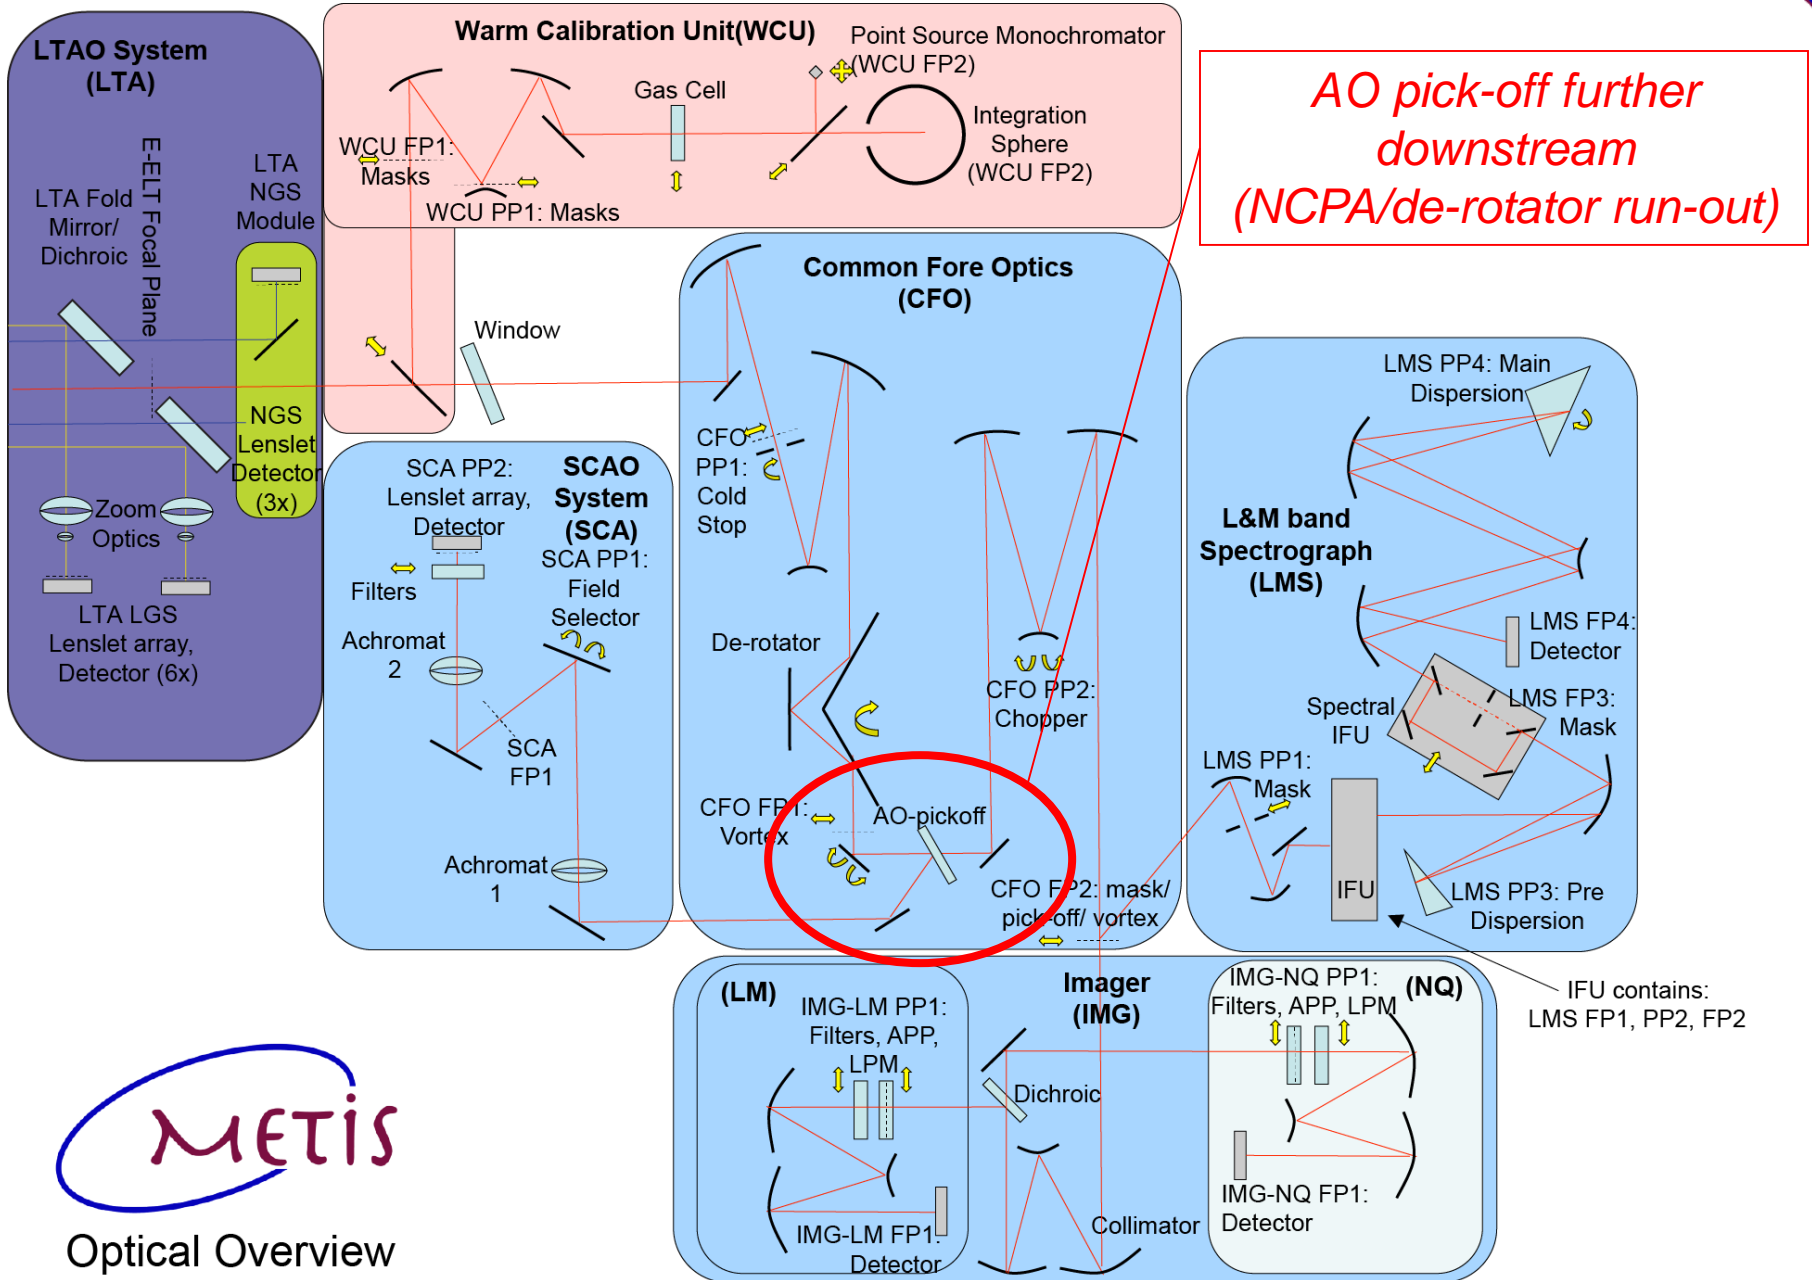 LTAO System
(LTA)
E-ELT Focal Plane
LTA
NGS
Module
LTA Fold
Mirror/
Dichroic
NGS
Lenslet
Detector
(3x)
Zoom
Optics
LTA LGS
Lenslet array,
Detector (6x)
Warm Calibration Unit(WCU)
Point Source Monochromator
(WCU FP2)
Gas Cell
Integration
Sphere
(WCU FP2)
WCU FP1:
Masks
WCU PP1: Masks
AO pick-off further
downstream
(NCPA/de-rotator run-out)
Window
Common Fore Optics
(CFO)
CFO
PP1:
Cold
Stop
De-rotator
CFO PP2:
Chopper
CFO FP1:
Vortex
AO-pickoff
CFO FP2: mask/
pick-off/ vortex
SCAO
System
(SCA)
SCA PP2:
Lenslet array,
Detector
SCA PP1:
Field
Selector
Filters
Achromat
2
SCA
FP1
Achromat
1
LMS PP4: Main
Dispersion
L&M band
Spectrograph
(LMS)
LMS FP4:
Detector
Spectral
IFU
LMS FP3:
Mask
LMS PP1:
Mask
IFU
LMS PP3: Pre
Dispersion
IFU contains:
LMS FP1, PP2, FP2
Imager
(IMG)
(LM)
IMG-LM PP1:
Filters, APP,
LPM
Dichroic
IMG-NQ PP1:
Filters, APP, LPM
(NQ)
IMG-NQ FP1:
Detector
Collimator
IMG-LM FP1:
Detector
METIS
Optical Overview